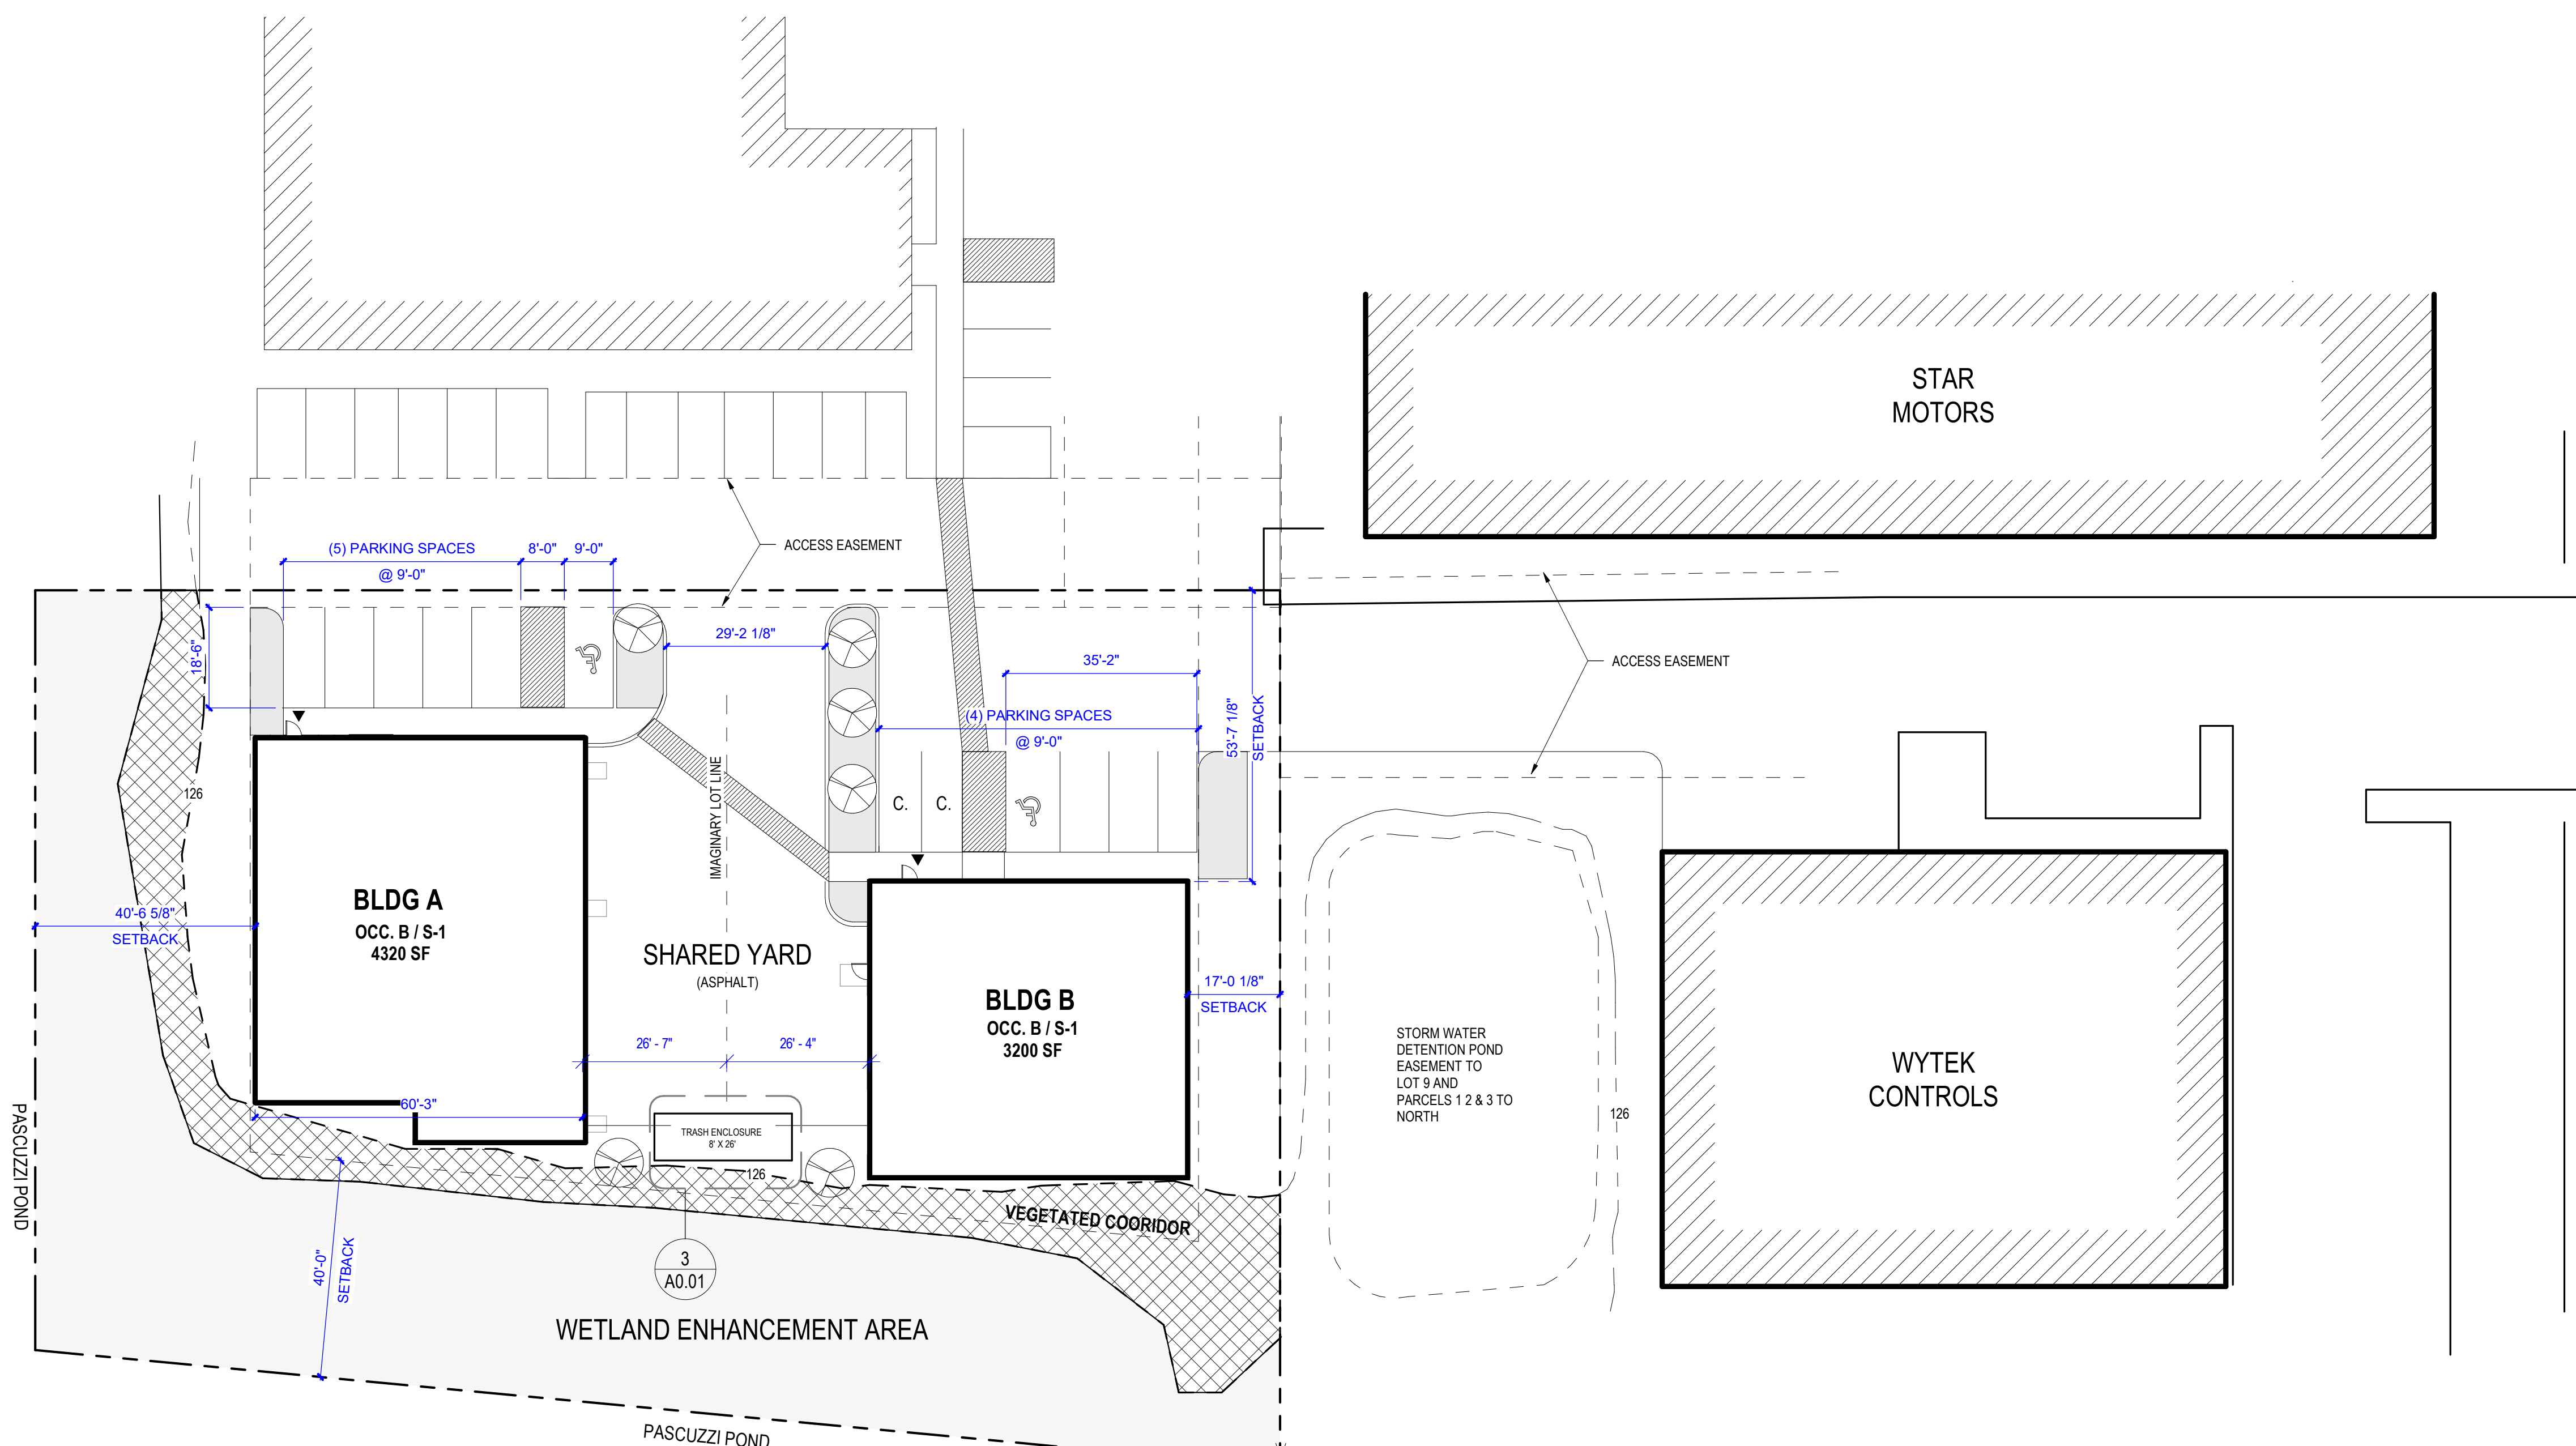 STAR
MOTORS
(5) PARKING SPACES
@ 9'-0"
8'-0"
9'-0"
ACCESS EASEMENT
18'-6"
29'-2 1/8"
35'-2"
ACCESS EASEMENT
(4) PARKING SPACES
@ 9'-0"
53'-7 1/8"
SETBACK
IMAGINARY LOT LINE
126
C.
C.
BLDG A
OCC. B / S-1
4320 SF
40'-6 5/8"
SETBACK
SHARED YARD
(ASPHALT)
BLDG B
OCC. B / S-1
3200 SF
17'-0 1/8"
SETBACK
26' - 7"
26' - 4"
STORM WATER
DETENTION POND
EASEMENT TO
LOT 9 AND
PARCELS 1 2 & 3 TO
NORTH
126
WYTEK
CONTROLS
60'-3"
TRASH ENCLOSURE
8' X 26'
126
PASCUZZI POND
VEGETATED COORIDOR
40'-0"
SETBACK
3
A0.01
WETLAND ENHANCEMENT AREA
PASCUZZI POND